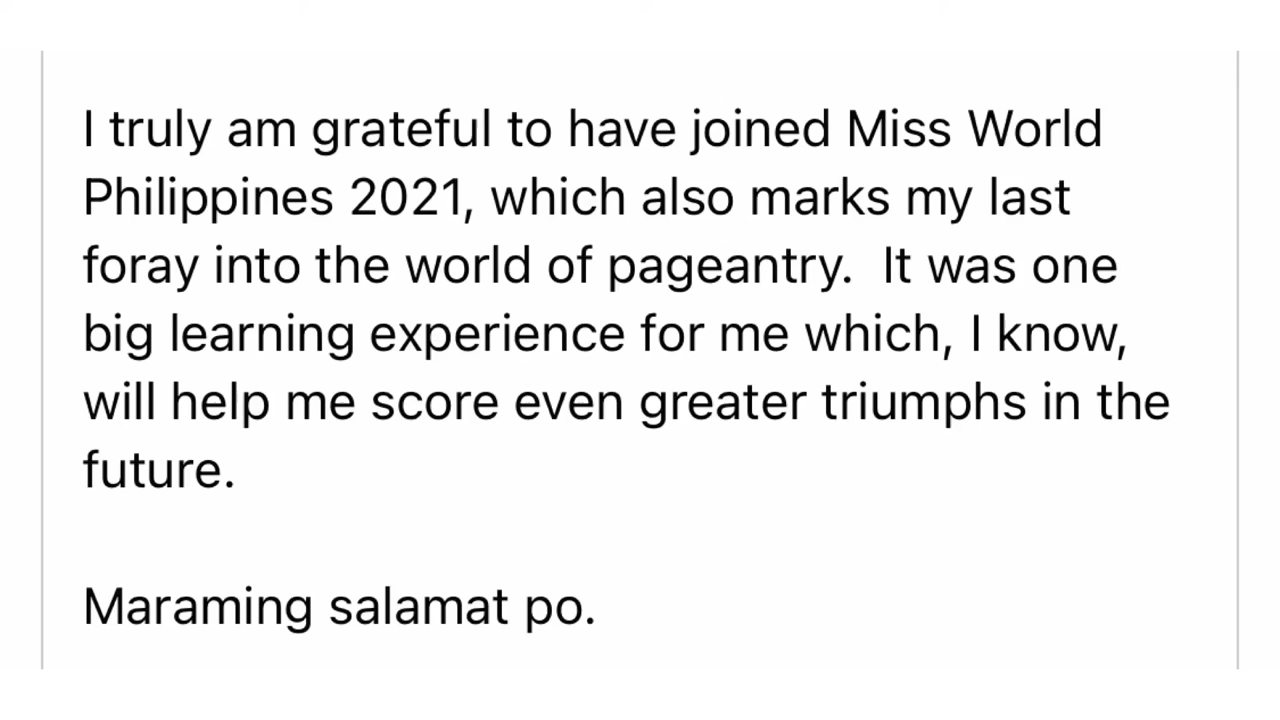 I truly am grateful to have joined Miss World
Philippines 2021, which also marks my last
foray into the world of pageantry.  It was one
big learning experience for me which, I know,
will help me score even greater triumphs in the
future.
Maraming salamat po.